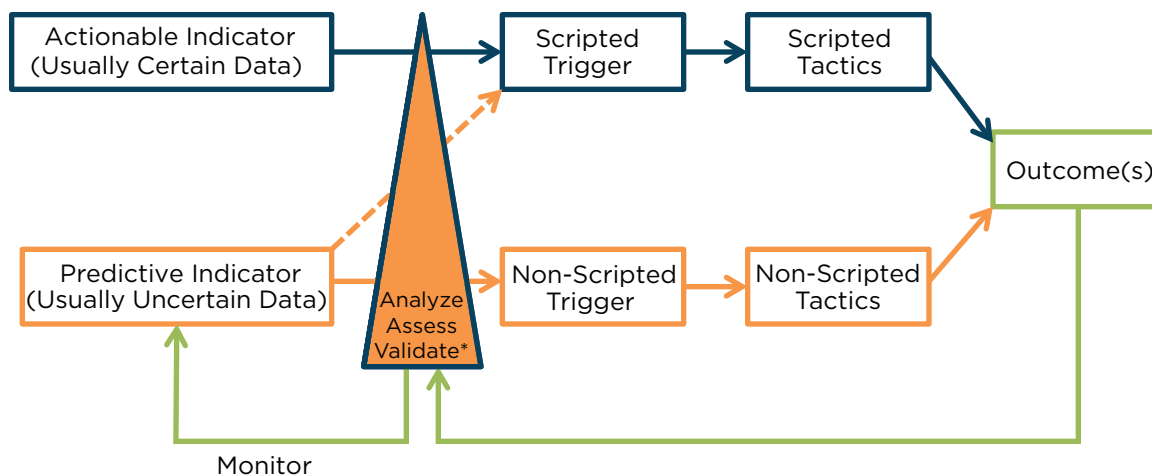 Actionable Indicator
(Usually Certain Data)
Scripted
Trigger
Scripted
Tactics
Outcome(s)
Predictive Indicator
(Usually Uncertain Data)
Analyze
Assess
Validate*
Non-Scripted
Trigger
Non-Scripted
Tactics
Monitor